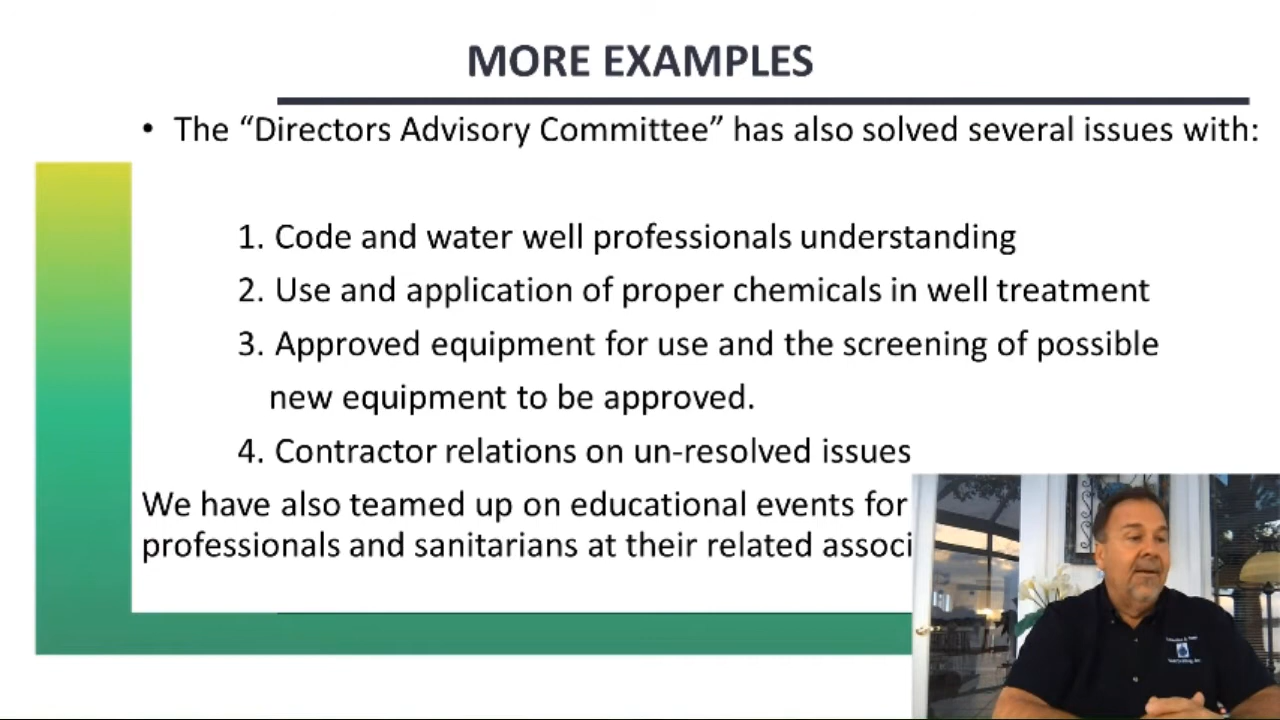 MORE EXAMPLES
• The “Directors Advisory Committee” has also solved several issues with:
1. Code and water well professionals understanding
2. Use and application of proper chemicals in well treatment
3. Approved equipment for use and the screening of possible
new equipment to be approved.
4. Contractor relations on un-resolved issues
We have also teamed up on educational events for
professionals and sanitarians at their related associ